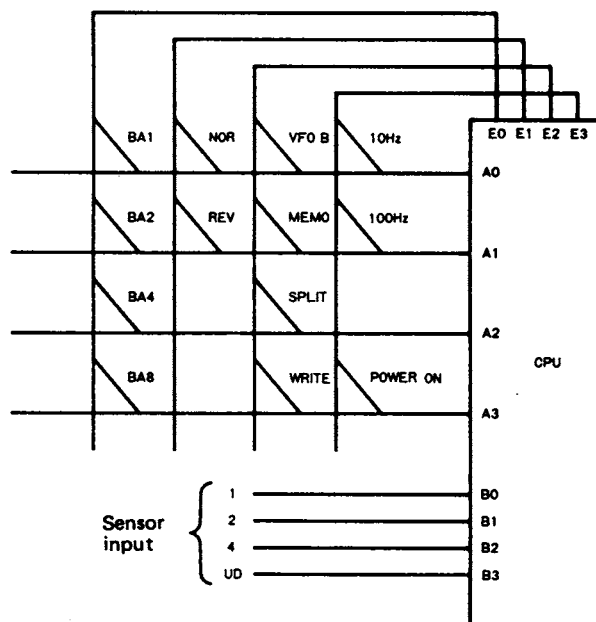 E0 E1 E2 E3
BA1 NOR VFO B 10Hz
A0
BA2 REV MEMO 100Hz
A1
BA4 SPLIT
A2
CPU
BA8 WRITE POWER ON
A3
Sensor input
1 B0
2 B1
4 B2
UD B3